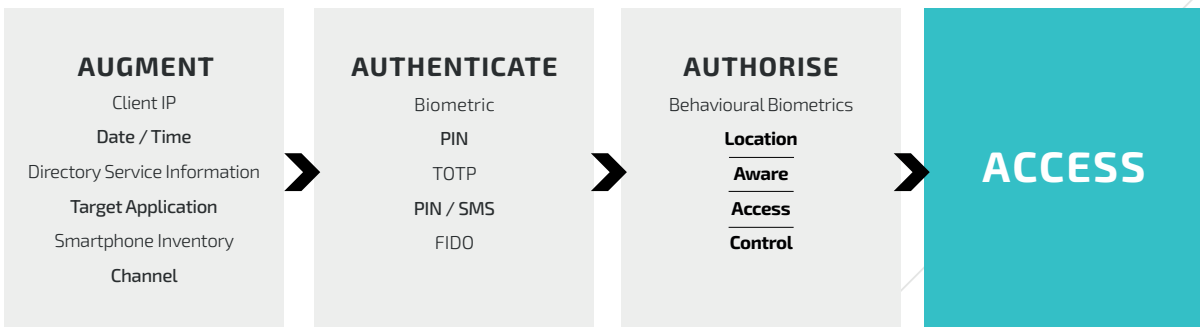 AUGMENT
Client IP
Date / Time
Directory Service Information
Target Application
Smartphone Inventory
Channel
AUTHENTICATE
Biometric
PIN
TOTP
PIN / SMS
FIDO
AUTHORISE
Behavioural Biometrics
Location
Aware
Access
Control
ACCESS